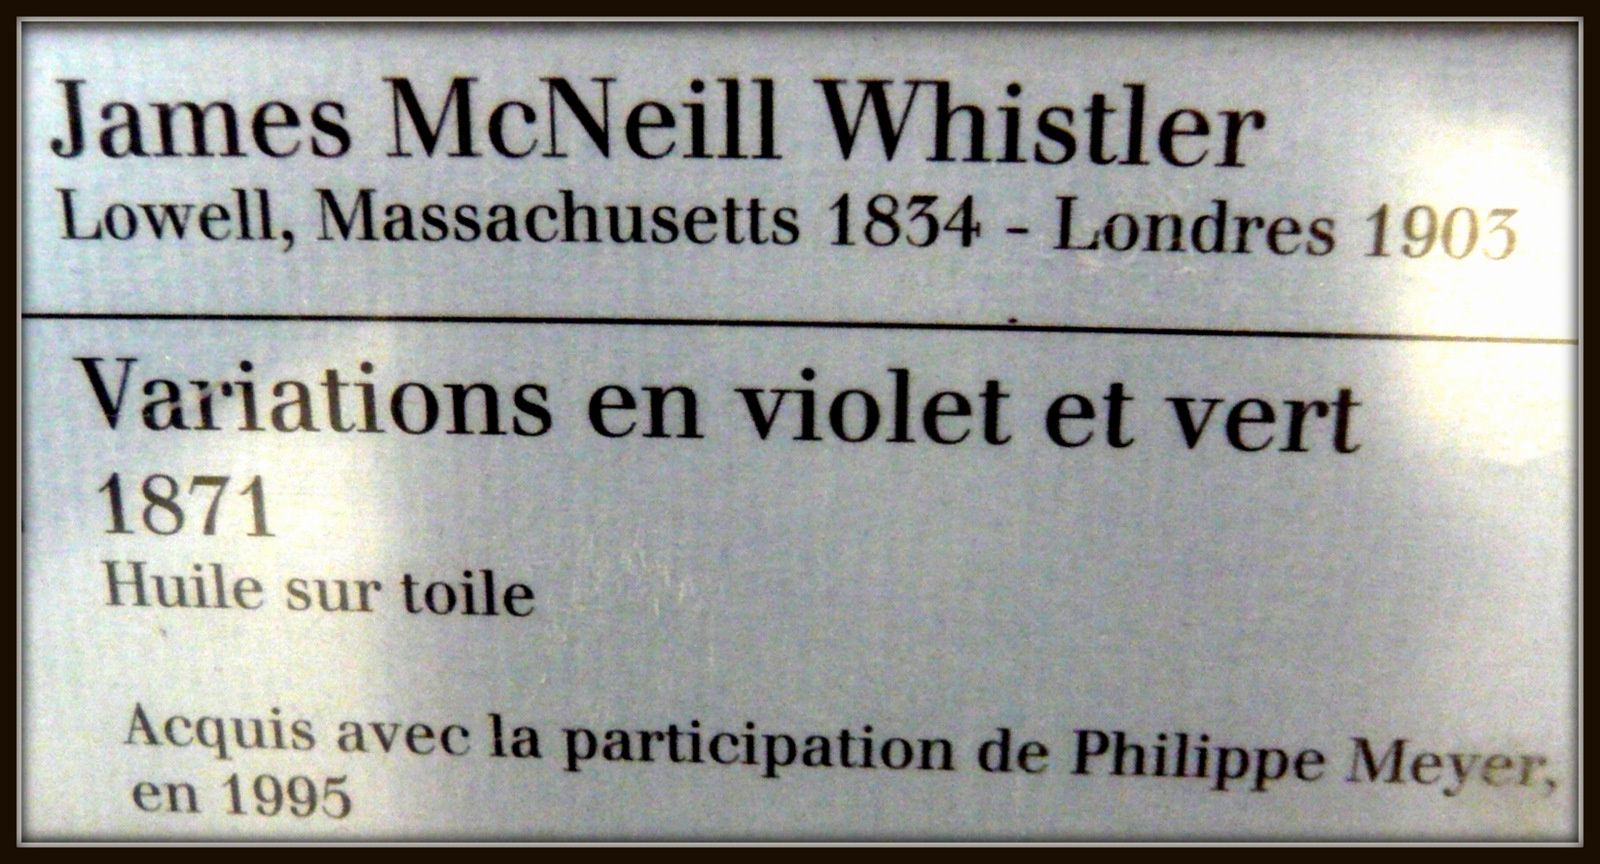 James McNeill Whistler
Lowell, Massachusetts 1834 - Londres 1903
Variations en violet et vert
1871
Huile sur toile
Acquis avec la participation de Philippe Meyer,
en 1995